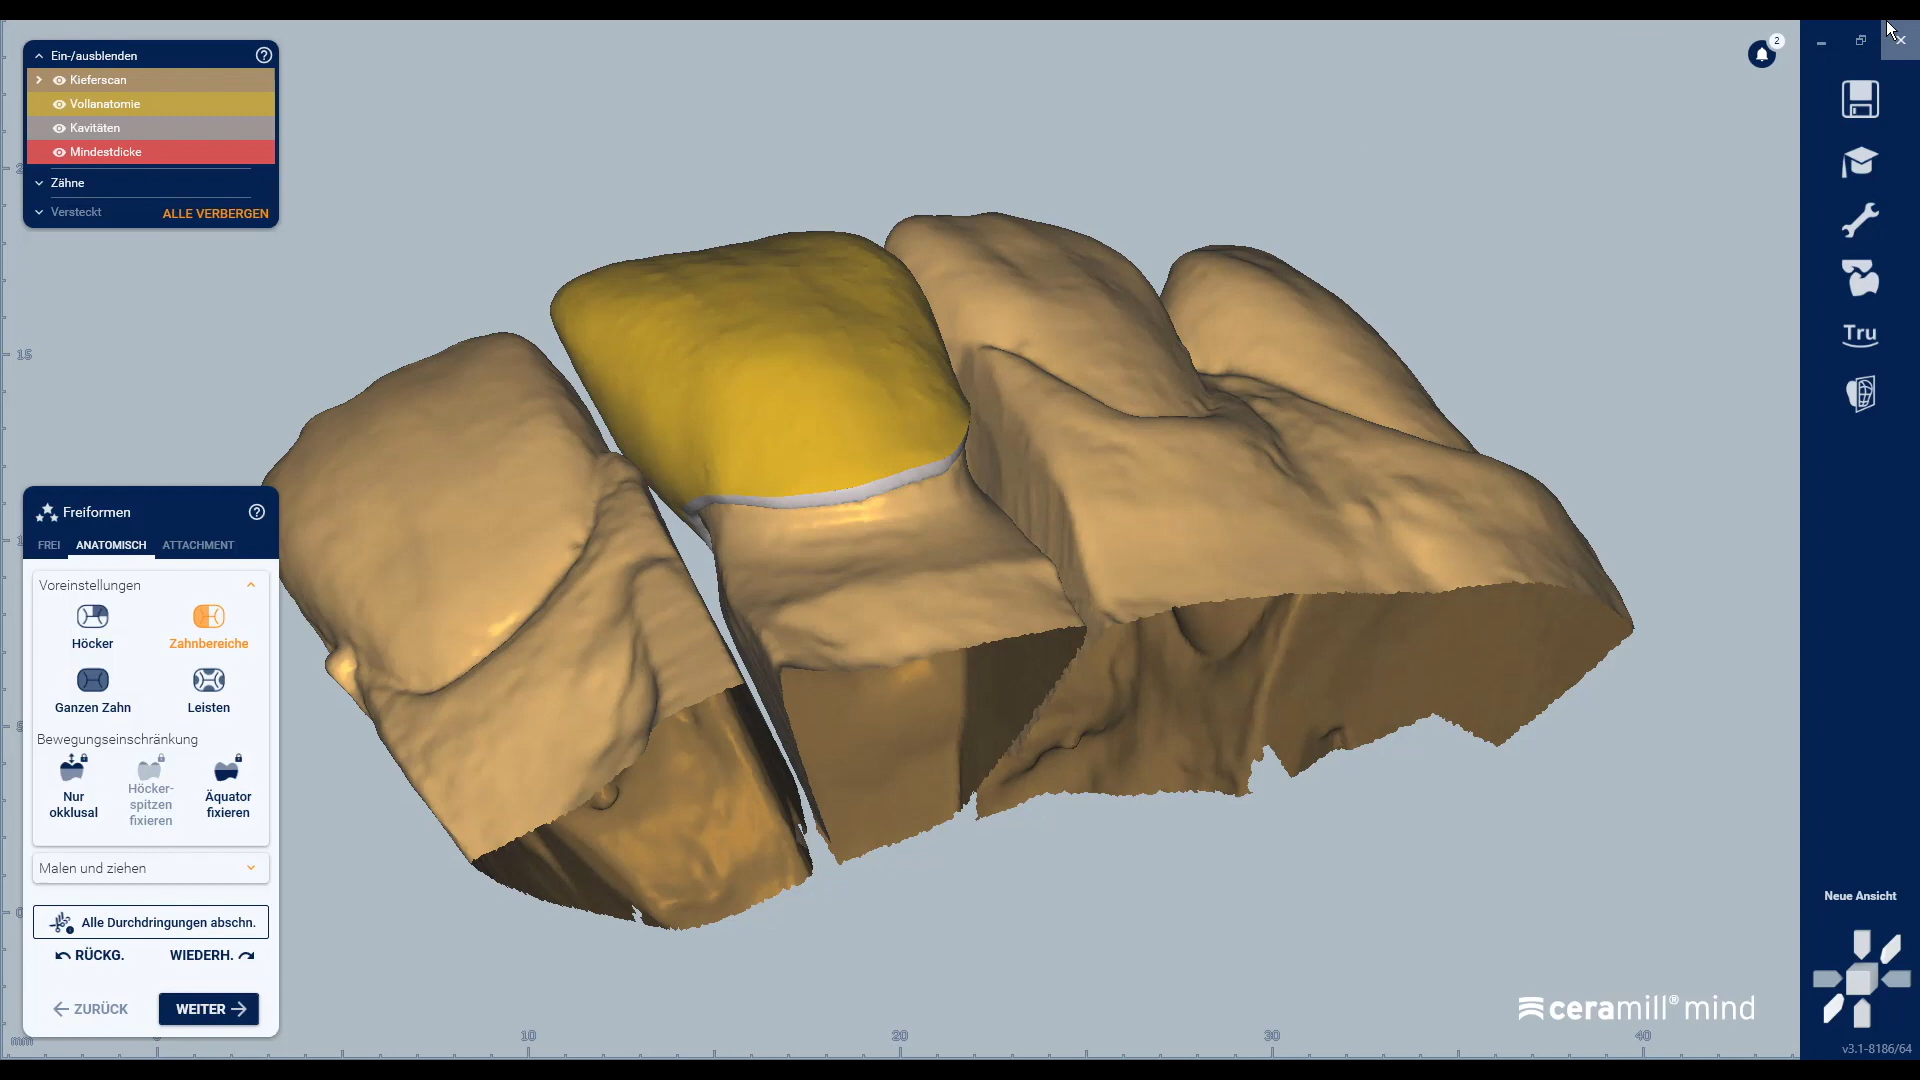 Ein-/ausblenden
Kieferscan
Vollanatomie
Kavitäten
Mindestdicke
Zähne
Versteckt ALLE VERBERGEN
2
15
Freiformen
FREI ANATOMISCH ATTACHMENT
Voreinstellungen
Höcker Zahnbereiche
Ganzen Zahn Leisten
Bewegungseinschränkung
Nur okklusal
Höcker-spitzen fixieren
Äquator fixieren
Malen und ziehen
Alle Durchdringungen abschn.
RÜCKG. WIEDERH.
ZURÜCK WEITER
mm 10 20 30 40
Tru
Neue Ansicht
ceramill® mind
v3.1-8186/64